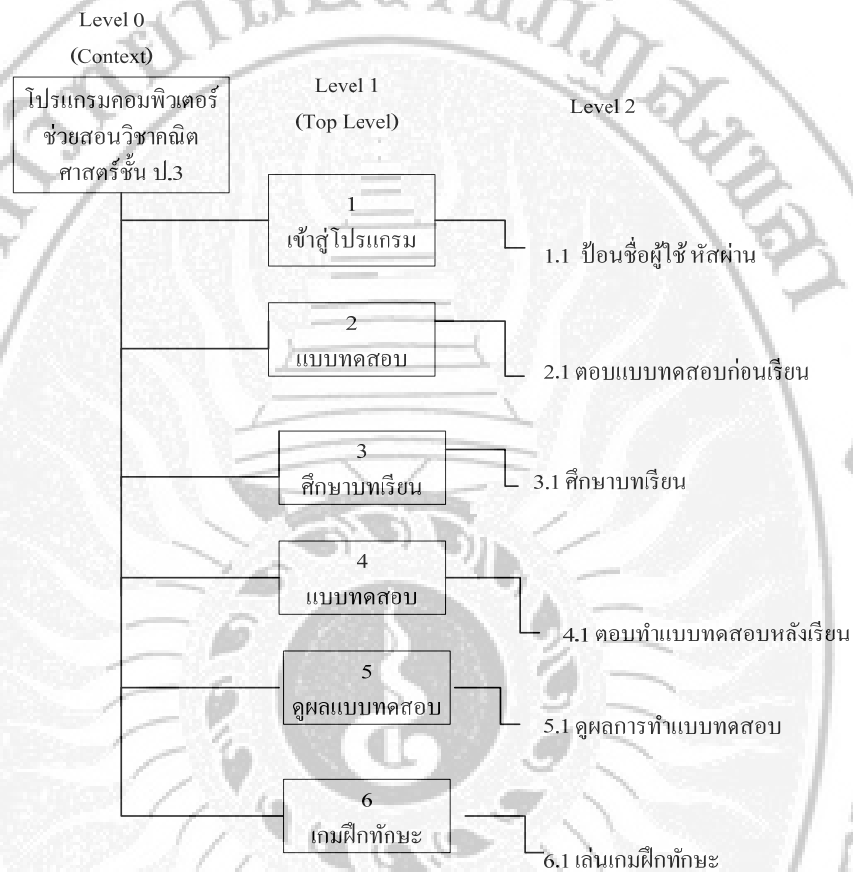 Level 0
(Context)
โปรแกรมคอมพิวเตอร์
ช่วยสอนวิชาคณิต
ศาสตร์ชั้น ป.3
Level 1
(Top Level)
Level 2
1
เข้าสู่โปรแกรม
1.1 ป้อนชื่อผู้ใช้ หัสผ่าน
2
แบบทดสอบ
2.1 ตอบแบบทดสอบก่อนเรียน
3
ศึกษาบทเรียน
3.1 ศึกษาบทเรียน
4
แบบทดสอบ
4.1 ตอบทำแบบทดสอบหลังเรียน
5
ดูผลแบบทดสอบ
5.1 ดูผลการทำแบบทดสอบ
6
เกมฝึกทักษะ
6.1 เล่นเกมฝึกทักษะ